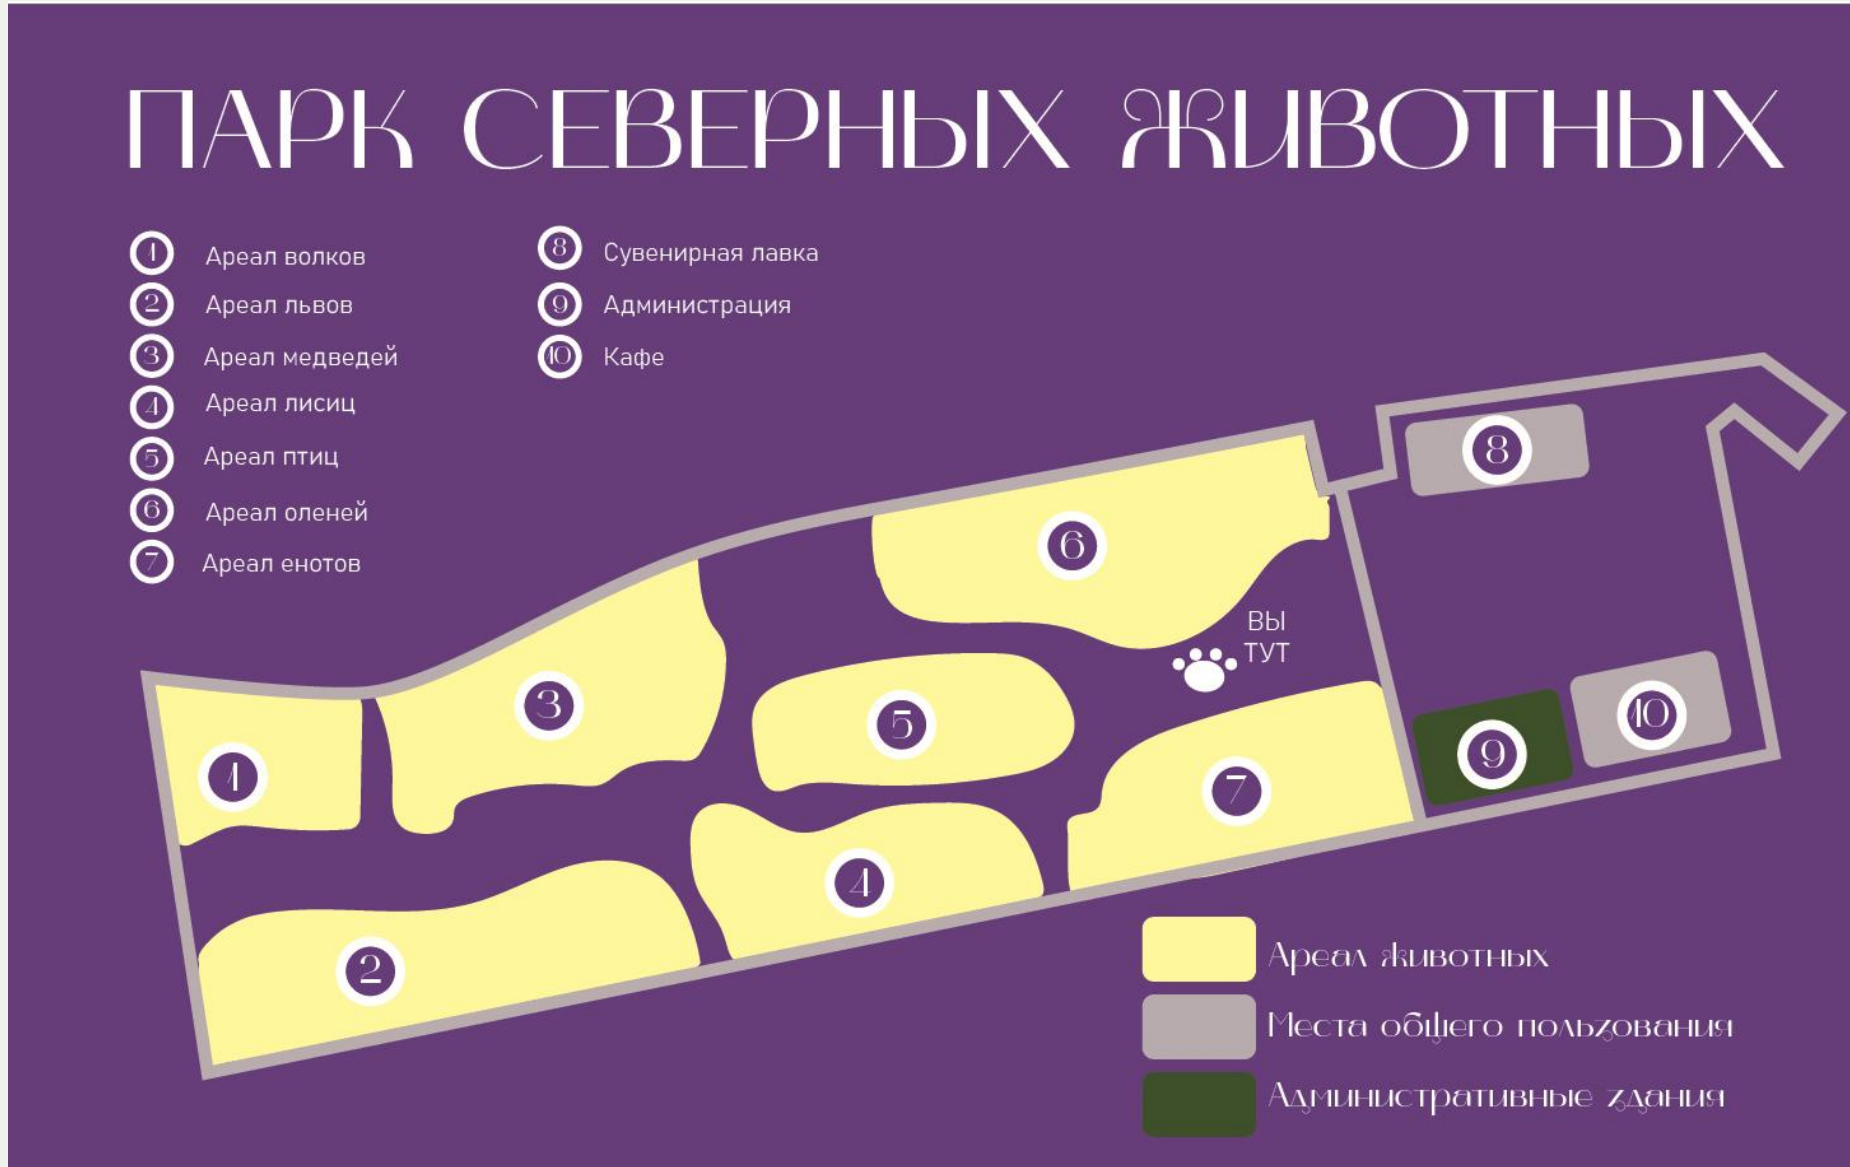 ПАРК СЕВЕРНЫХ ЖИВОТНЫХ
1 Ареал волков
2 Ареал львов
3 Ареал медведей
4 Ареал лисиц
5 Ареал птиц
6 Ареал оленей
7 Ареал енотов
8 Сувенирная лавка
9 Администрация
10 Кафе
8
6
ВЫ
ТУТ
3
5
10
9
1
7
4
2
Ареал животных
Места общего пользования
Административные здания